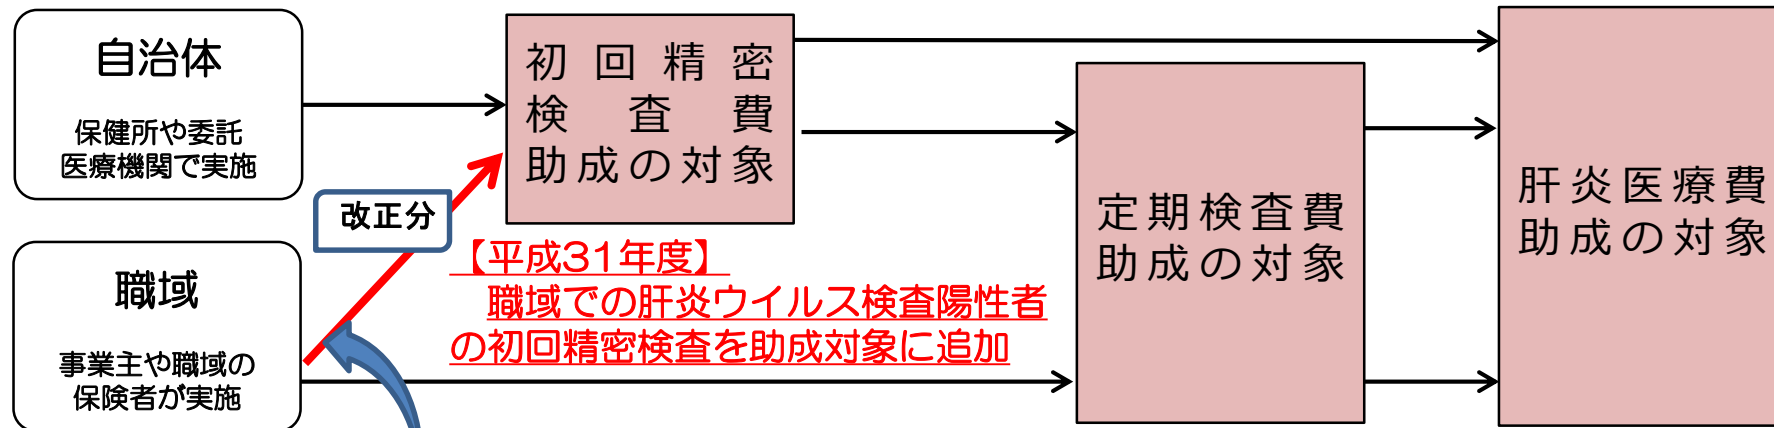 自治体
保健所や委託
医療機関で実施
初回精密
検査費
助成の対象
改正分
職域
事業主や職域の
保険者が実施
【平成31年度】
職域での肝炎ウイルス検査陽性者
の初回精密検査を助成対象に追加
定期検査費
助成の対象
肝炎医療費
助成の対象